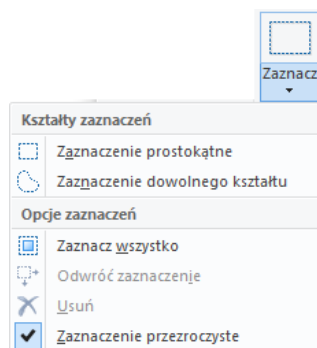 Zaznacz
Kształty zaznaczeń
Zaznaczenie prostokątne
Zaznaczenie dowolnego kształtu
Opcje zaznaczeń
Zaznacz wszystko
Odwróć zaznaczenie
Usuń
Zaznaczenie przezroczyste